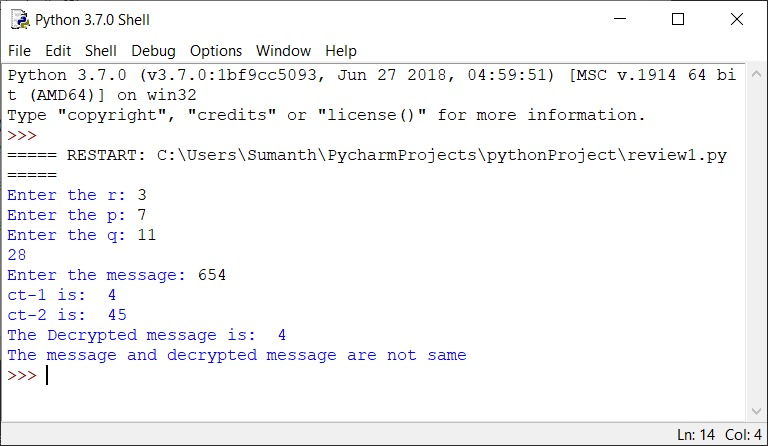 Python 3.7.0 Shell
File Edit Shell Debug Options Window Help
Python 3.7.0 (v3.7.0:1bf9cc5093, Jun 27 2018, 04:59:51) [MSC v.1914 64 bi
t (AMD64)] on win32
Type "copyright", "credits" or "license()" for more information.
>>>
===== RESTART: C:\Users\Sumanth\PycharmProjects\pythonProject\review1.py
=====
Enter the r: 3
Enter the p: 7
Enter the q: 11
28
Enter the message: 654
ct-1 is:  4
ct-2 is:  45
The Decrypted message is:  4
The message and decrypted message are not same
>>>
Ln: 14 Col: 4